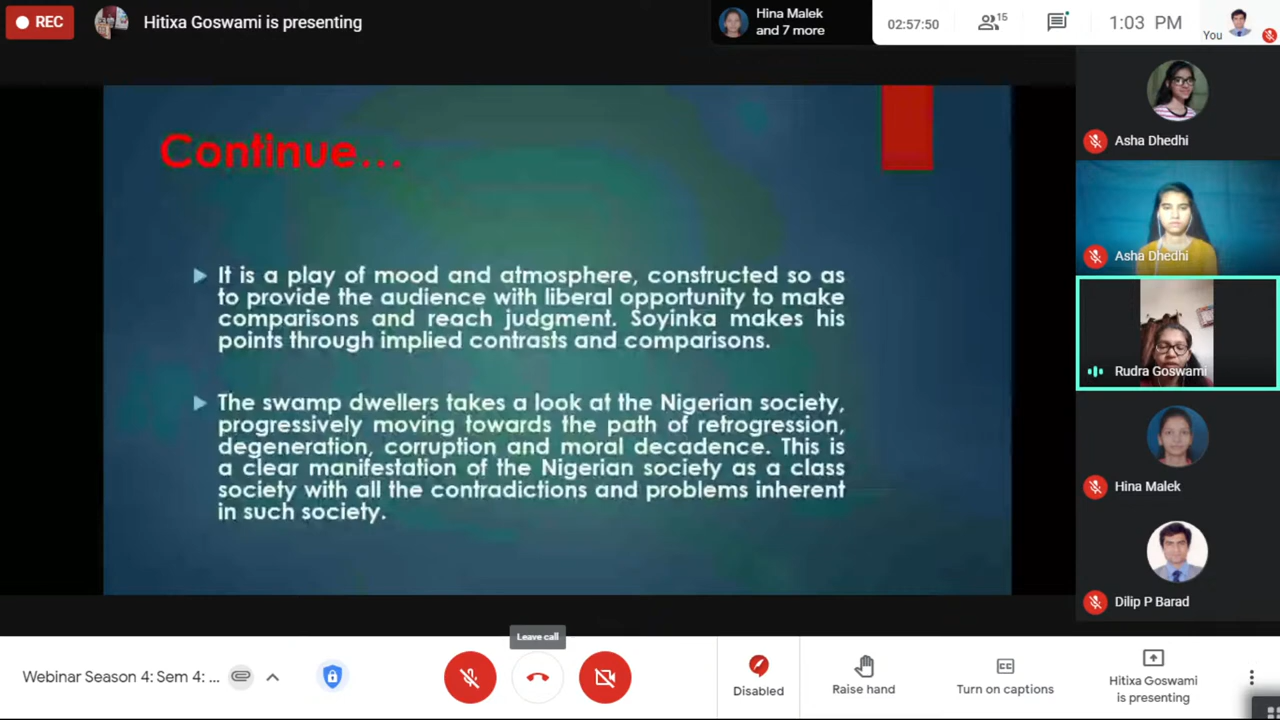 REC
Hitixa Goswami is presenting
Hina Malek
and 7 more
02:57:50
15
1:03 PM
You
Asha Dhedhi
Continue...
Asha Dhedhi
It is a play of mood and atmosphere, constructed so as
to provide the audience with liberal opportunity to make
comparisons and reach judgment. Soyinka makes his
points through implied contrasts and comparisons.
Rudra Goswami
The swamp dwellers takes a look at the Nigerian society,
progressively moving towards the path of retrogression,
degeneration, corruption and moral decadence. This is
a clear manifestation of the Nigerian society as a class
society with all the contradictions and problems inherent
in such society.
Hina Malek
Dilip P Barad
Leave call
Webinar Season 4: Sem 4: ...
Disabled
Raise hand
CC
Turn on captions
Hitixa Goswami
is presenting